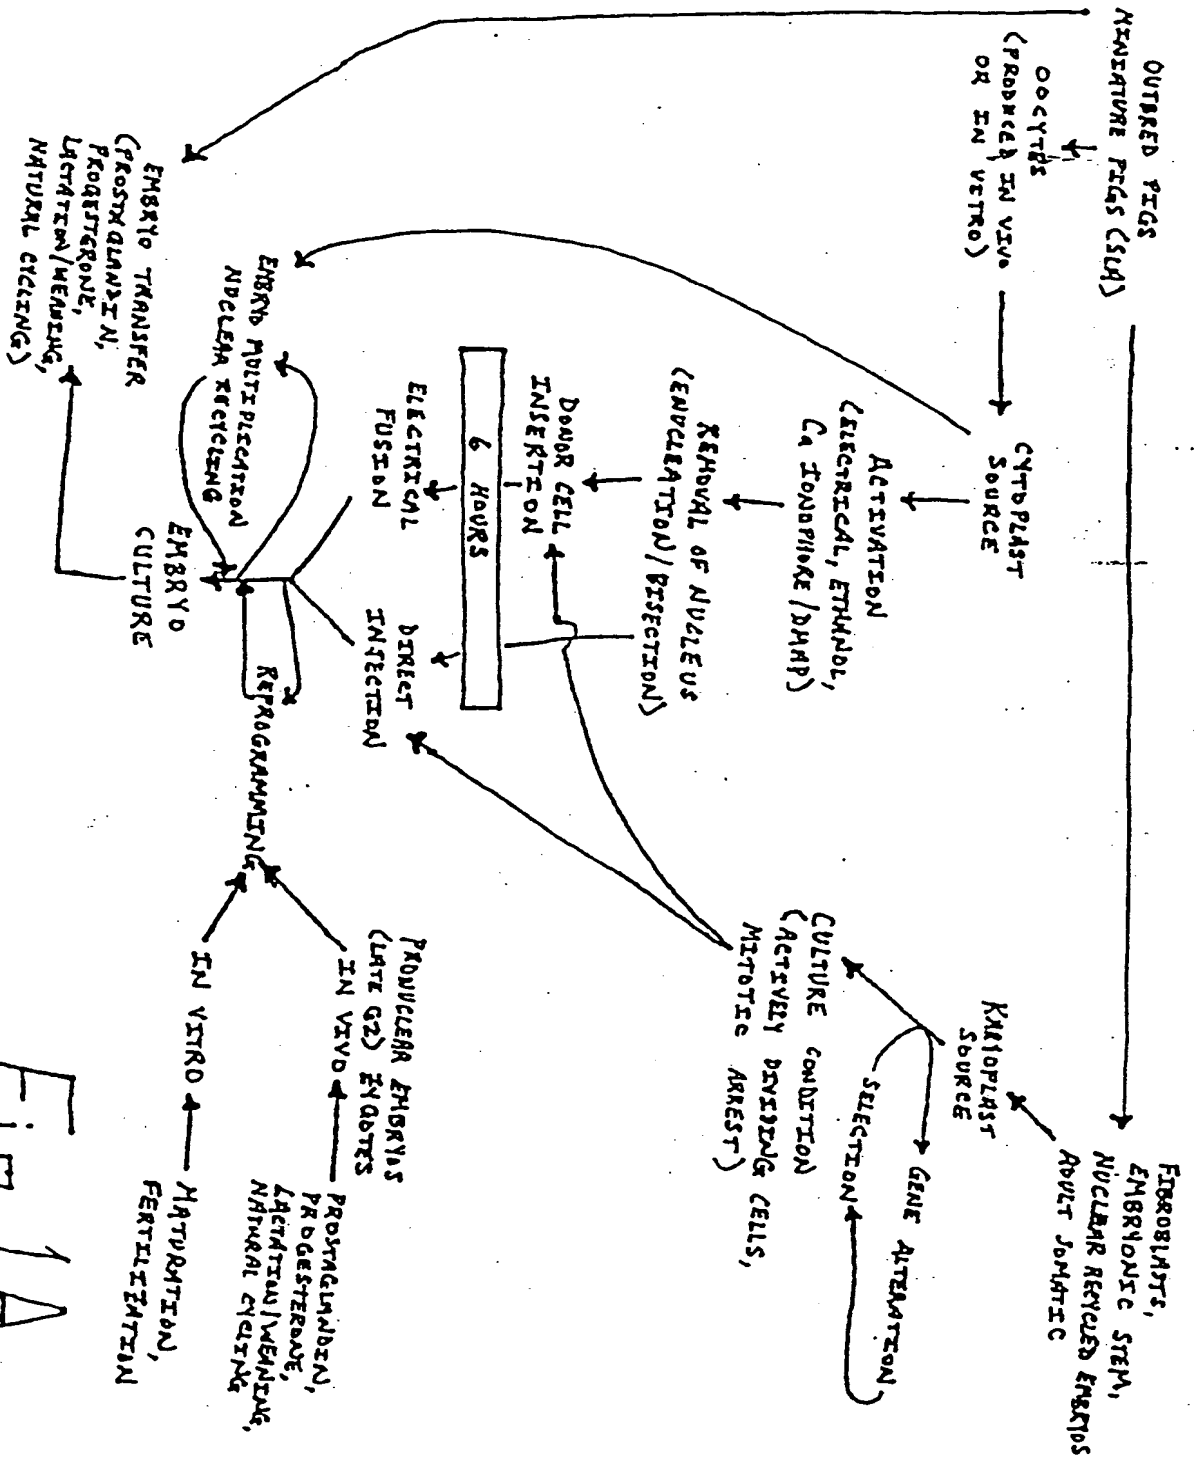 OUTBRED PIGS
MINIATURE PIGS (SLA)
OOCYTES
(PRODUCED IN VIVO
OR IN VITRO)
CYTOPLAST
SOURCE
ACTIVATION
(ELECTRICAL, ETHANOL,
Ca IONOPHORE/DMAP)
REMOVAL OF NUCLEUS
(ENUCLEATION/BISECTION)
DONOR CELL
INSERTION
6 HOURS
ELECTRICAL
FUSION
DIRECT
INJECTION
EMBRYO MULTIPLICATION
NUCLEAR RECYCLING
EMBRYO
CULTURE
EMBRYO TRANSFER
(PROSTAGLANDIN,
PROGESTERONE,
LACTATION/WEANING,
NATURAL CYCLING)
FIBROBLASTS,
EMBRYONIC STEM,
NUCLEAR RECYCLED EMBRYOS
ADULT SOMATIC
KARYOPLAST
SOURCE
GENE ALTERATION
SELECTION
CULTURE CONDITION
(ACTIVELY DIVIDING CELLS,
MITOTIC ARREST)
REPROGRAMMING
PRONUCLEAR EMBRYOS
(LATE G2) ZYGOTES
IN VIVO
PROSTAGLANDIN,
PROGESTERONE,
LACTATION/WEANING,
NATURAL CYCLING
IN VITRO
MATURATION,
FERTILIZATION